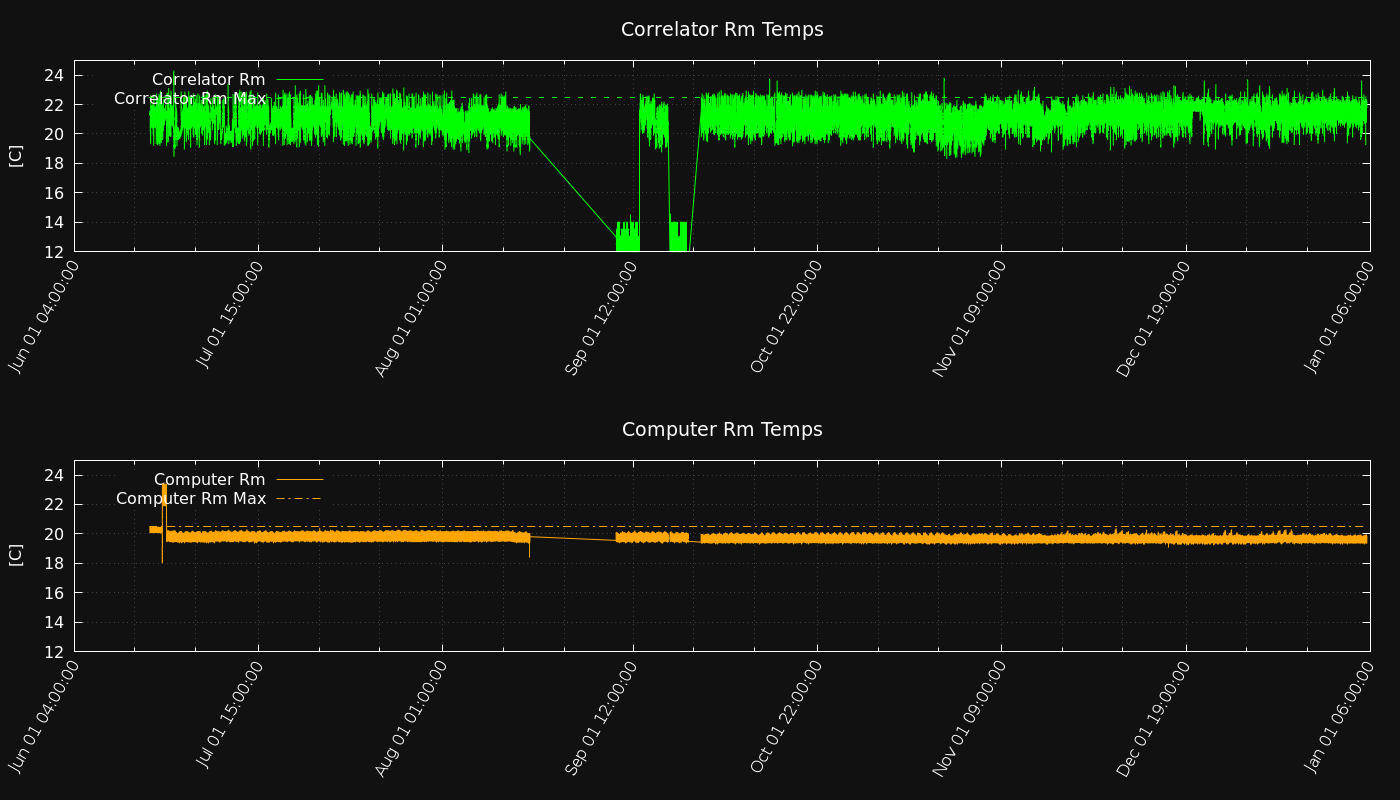 Correlator Rm Temps
Correlator Rm
Correlator Rm Max
[C]
24
22
20
18
16
14
12
Jun 01 04:00:00
Jul 01 15:00:00
Aug 01 01:00:00
Sep 01 12:00:00
Oct 01 22:00:00
Nov 01 09:00:00
Dec 01 19:00:00
Jan 01 06:00:00
Computer Rm Temps
Computer Rm
Computer Rm Max
[C]
24
22
20
18
16
14
12
Jun 01 04:00:00
Jul 01 15:00:00
Aug 01 01:00:00
Sep 01 12:00:00
Oct 01 22:00:00
Nov 01 09:00:00
Dec 01 19:00:00
Jan 01 06:00:00